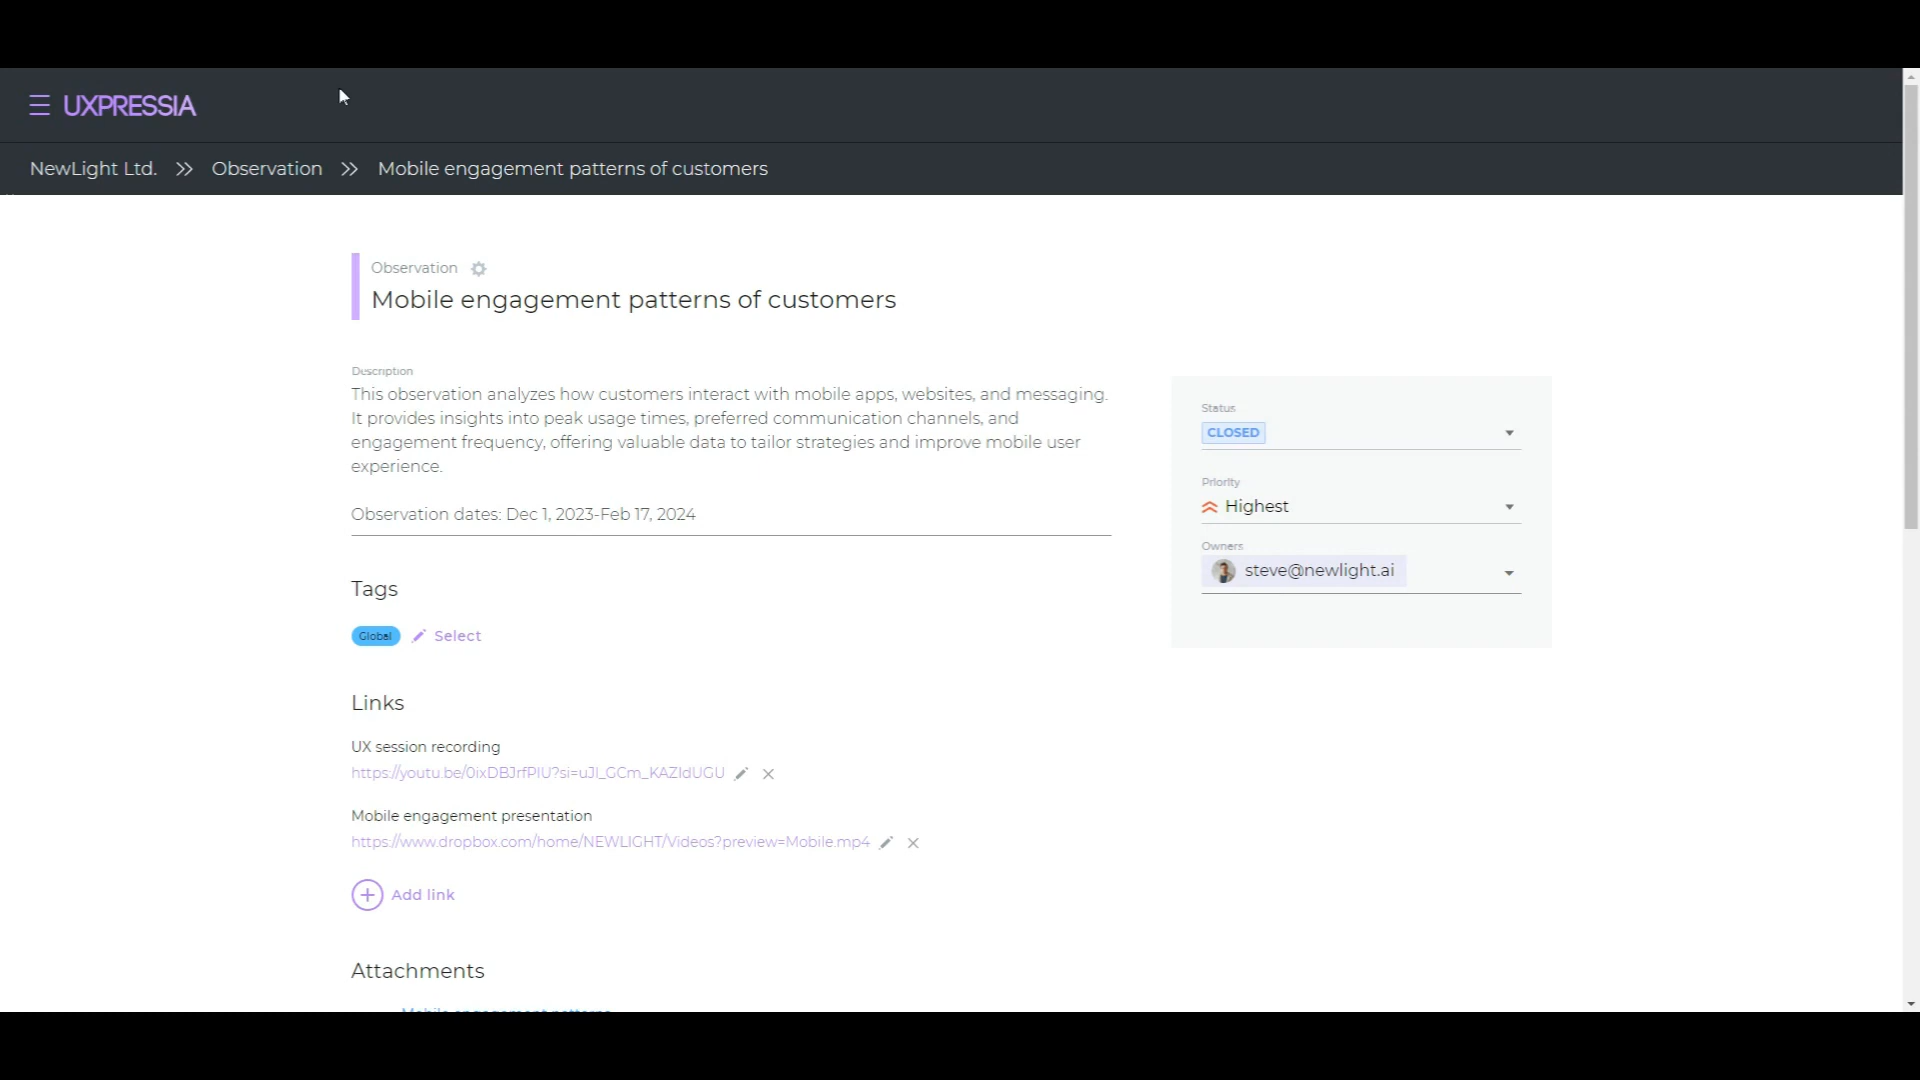 UXPRESSIA
NewLight Ltd. >> Observation >> Mobile engagement patterns of customers
Observation
Mobile engagement patterns of customers
Description
This observation analyzes how customers interact with mobile apps, websites, and messaging.
It provides insights into peak usage times, preferred communication channels, and
engagement frequency, offering valuable data to tailor strategies and improve mobile user
experience.
Observation dates: Dec 1, 2023-Feb 17, 2024
Status
CLOSED
Priority
Highest
Owners
steve@newlight.ai
Tags
Global Select
Links
UX session recording
https://youtu.be/0ixDBJrfPIU?si=uJI_GCm_KAZIdUGU
Mobile engagement presentation
https://www.dropbox.com/home/NEWLIGHT/Videos?preview=Mobile.mp4
Add link
Attachments
Mobile engagement patterns